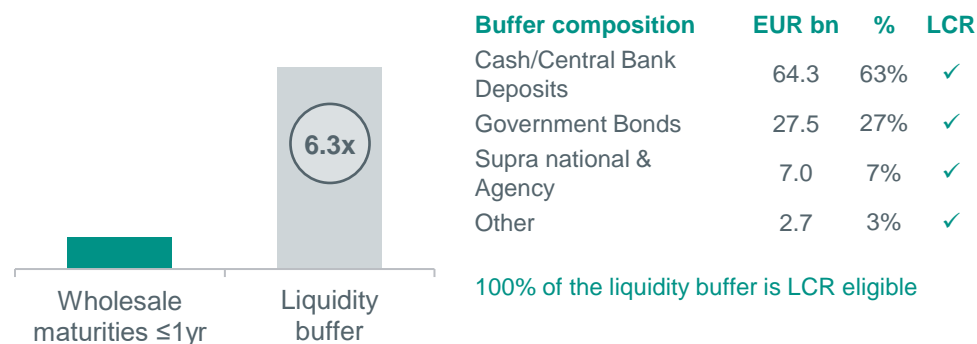 6.3x
Wholesale
maturities ≤1yr
Liquidity
buffer
Buffer composition EUR bn % LCR
Cash/Central Bank
Deposits 64.3 63% ✓
Government Bonds 27.5 27% ✓
Supra national &
Agency 7.0 7% ✓
Other 2.7 3% ✓
100% of the liquidity buffer is LCR eligible